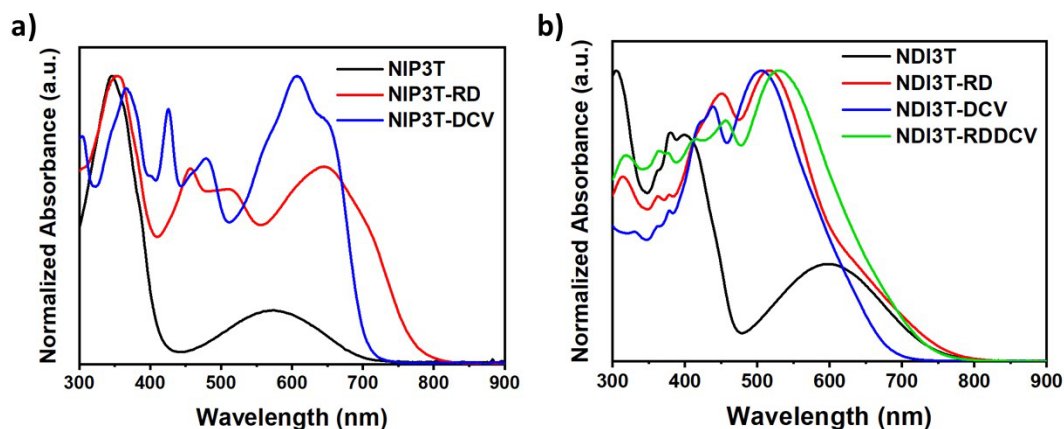 a)
NIP3T
NIP3T-RD
NIP3T-DCV
Normalized Absorbance (a.u.)
300 400 500 600 700 800 900
Wavelength (nm)
b)
NDI3T
NDI3T-RD
NDI3T-DCV
NDI3T-RDDCV
Normalized Absorbance (a.u.)
300 400 500 600 700 800 900
Wavelength (nm)